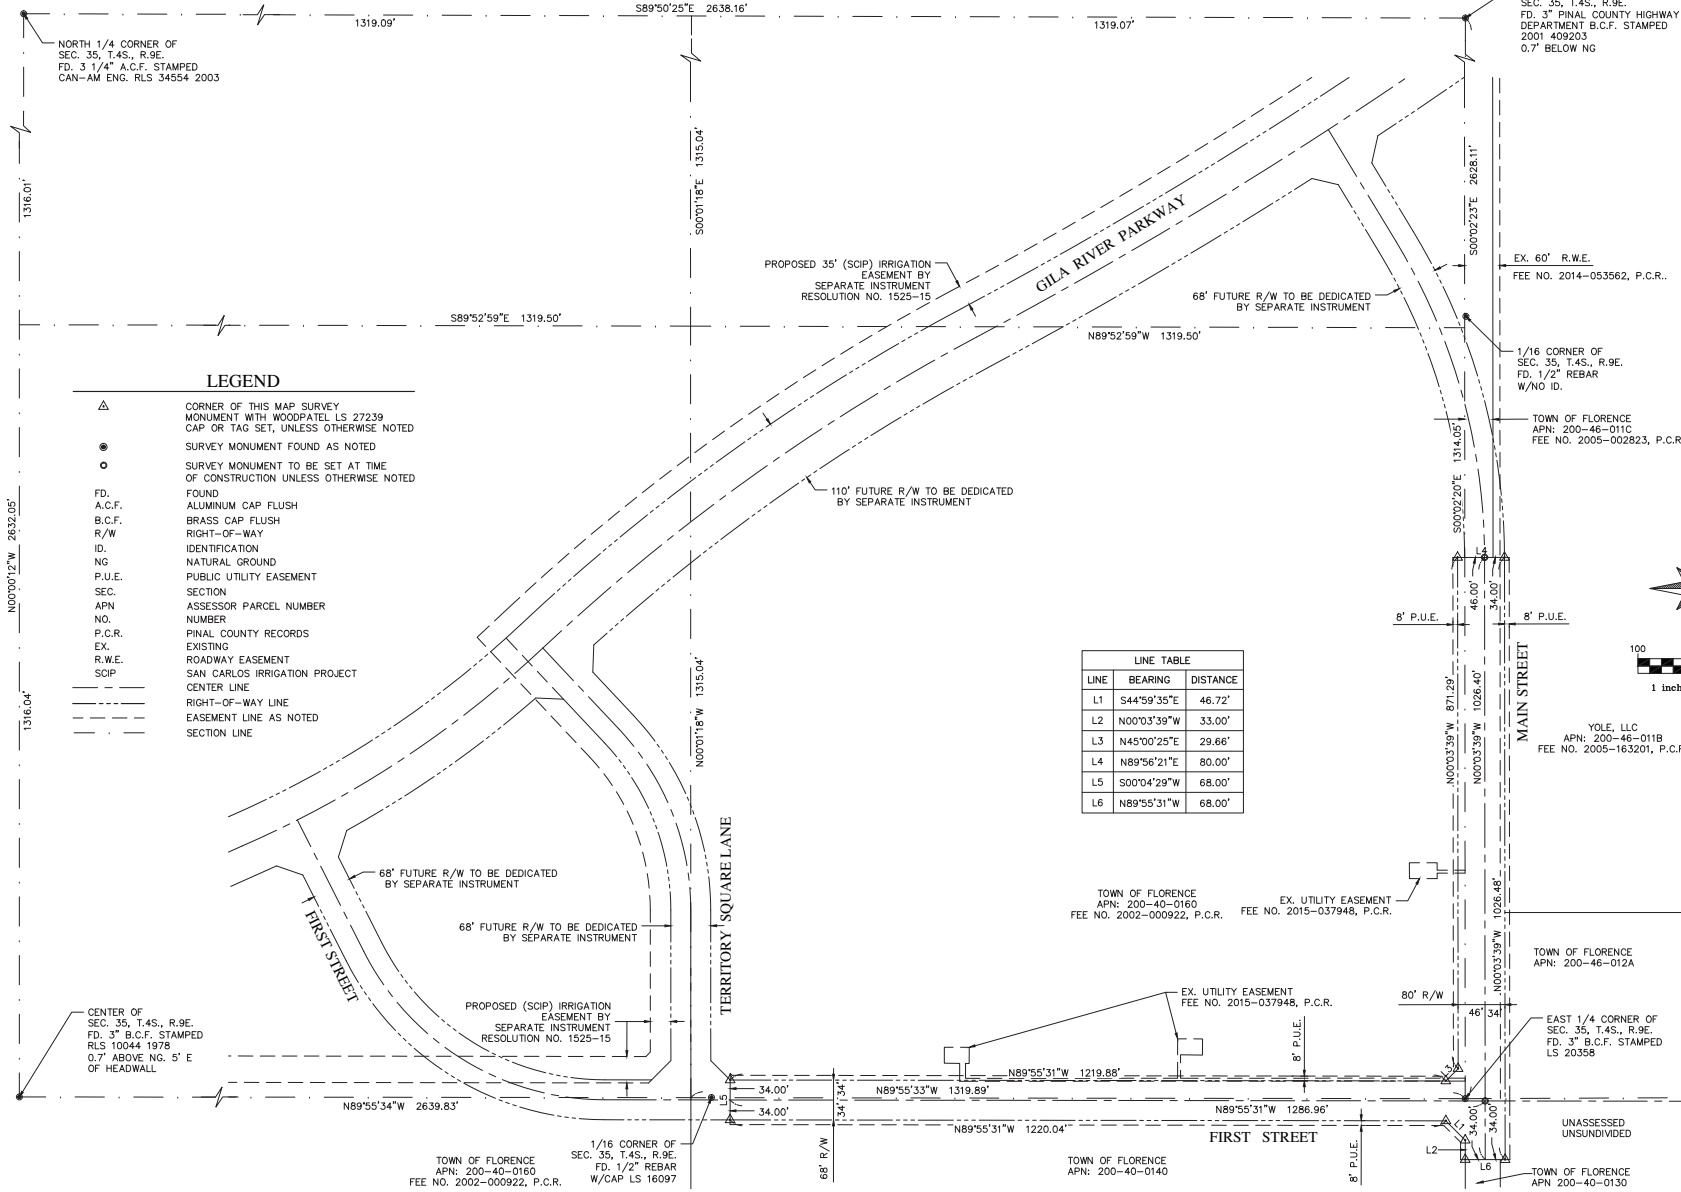 S89°50'25"E 2638.16'
1319.09'
1319.07'
SEC. 35, T.4S., R.9E.
FD. 3" PINAL COUNTY HIGHWAY
DEPARTMENT B.C.F. STAMPED
2001 409203
0.7' BELOW NG
NORTH 1/4 CORNER OF
SEC. 35, T.4S., R.9E.
FD. 3 1/4" A.C.F. STAMPED
CAN-AM ENG. RLS 34554 2003
1316.01'
S00°01'18"E 1315.04'
S00°02'23"E 2628.11'
GILA RIVER PARKWAY
PROPOSED 35' (SCIP) IRRIGATION
EASEMENT BY
SEPARATE INSTRUMENT
RESOLUTION NO. 1525-15
68' FUTURE R/W TO BE DEDICATED
BY SEPARATE INSTRUMENT
EX. 60' R.W.E.
FEE NO. 2014-053562, P.C.R..
S89°52'59"E 1319.50'
N89°52'59"W 1319.50'
1/16 CORNER OF
SEC. 35, T.4S., R.9E.
FD. 1/2" REBAR
W/NO ID.
LEGEND
CORNER OF THIS MAP SURVEY
MONUMENT WITH WOODPATEL LS 27239
CAP OR TAG SET, UNLESS OTHERWISE NOTED
SURVEY MONUMENT FOUND AS NOTED
SURVEY MONUMENT TO BE SET AT TIME
OF CONSTRUCTION UNLESS OTHERWISE NOTED
FD. FOUND
A.C.F. ALUMINUM CAP FLUSH
B.C.F. BRASS CAP FLUSH
R/W RIGHT-OF-WAY
ID. IDENTIFICATION
NG NATURAL GROUND
P.U.E. PUBLIC UTILITY EASEMENT
SEC. SECTION
APN ASSESSOR PARCEL NUMBER
NO. NUMBER
P.C.R. PINAL COUNTY RECORDS
EX. EXISTING
R.W.E. ROADWAY EASEMENT
SCIP SAN CARLOS IRRIGATION PROJECT
CENTER LINE
RIGHT-OF-WAY LINE
EASEMENT LINE AS NOTED
SECTION LINE
N00°00'12"W 2632.05'
1316.04'
TOWN OF FLORENCE
APN: 200-46-011C
FEE NO. 2005-002823, P.C.R
S00°02'20"E 1314.05'
110' FUTURE R/W TO BE DEDICATED
BY SEPARATE INSTRUMENT
L4
46.00'
34.00'
8' P.U.E.
8' P.U.E.
100
1 inch
LINE TABLE
LINE BEARING DISTANCE
L1 S44°59'35"E 46.72'
L2 N00°03'39"W 33.00'
L3 N45°00'25"E 29.66'
L4 N89°56'21"E 80.00'
L5 S00°04'29"W 68.00'
L6 N89°55'31"W 68.00'
N00°01'18"W 1315.04'
N00°03'39"W 871.29'
N00°03'39"W 1026.40'
MAIN STREET
YOLE, LLC
APN: 200-46-011B
FEE NO. 2005-163201, P.C.R
68' FUTURE R/W TO BE DEDICATED
BY SEPARATE INSTRUMENT
FIRST STREET
68' FUTURE R/W TO BE DEDICATED
BY SEPARATE INSTRUMENT
TERRITORY SQUARE LANE
TOWN OF FLORENCE
APN: 200-40-0160
FEE NO. 2002-000922, P.C.R.
EX. UTILITY EASEMENT
FEE NO. 2015-037948, P.C.R.
N00°03'39"W 1026.48'
TOWN OF FLORENCE
APN: 200-46-012A
PROPOSED (SCIP) IRRIGATION
EASEMENT BY
SEPARATE INSTRUMENT
RESOLUTION NO. 1525-15
EX. UTILITY EASEMENT
FEE NO. 2015-037948, P.C.R.
80' R/W
46' 34'
EAST 1/4 CORNER OF
SEC. 35, T.4S., R.9E.
FD. 3" B.C.F. STAMPED
LS 20358
CENTER OF
SEC. 35, T.4S., R.9E.
FD. 3" B.C.F. STAMPED
RLS 10044 1978
0.7' ABOVE NG. 5' E
OF HEADWALL
8' P.U.E.
L3
N89°55'31"W 1219.88'
34.00'
N89°55'33"W 1319.89'
L5
34' 34'
34.00'
N89°55'34"W 2639.83'
N89°55'31"W 1286.96'
N89°55'31"W 1220.04'
FIRST STREET
L1
34.00'
34.00'
UNASSESSED
UNSUNDIVIDED
68' R/W
8' P.U.E.
L2
L6
1/16 CORNER OF
SEC. 35, T.4S., R.9E.
FD. 1/2" REBAR
W/CAP LS 16097
TOWN OF FLORENCE
APN: 200-40-0160
FEE NO. 2002-000922, P.C.R.
TOWN OF FLORENCE
APN: 200-40-0140
TOWN OF FLORENCE
APN 200-40-0130